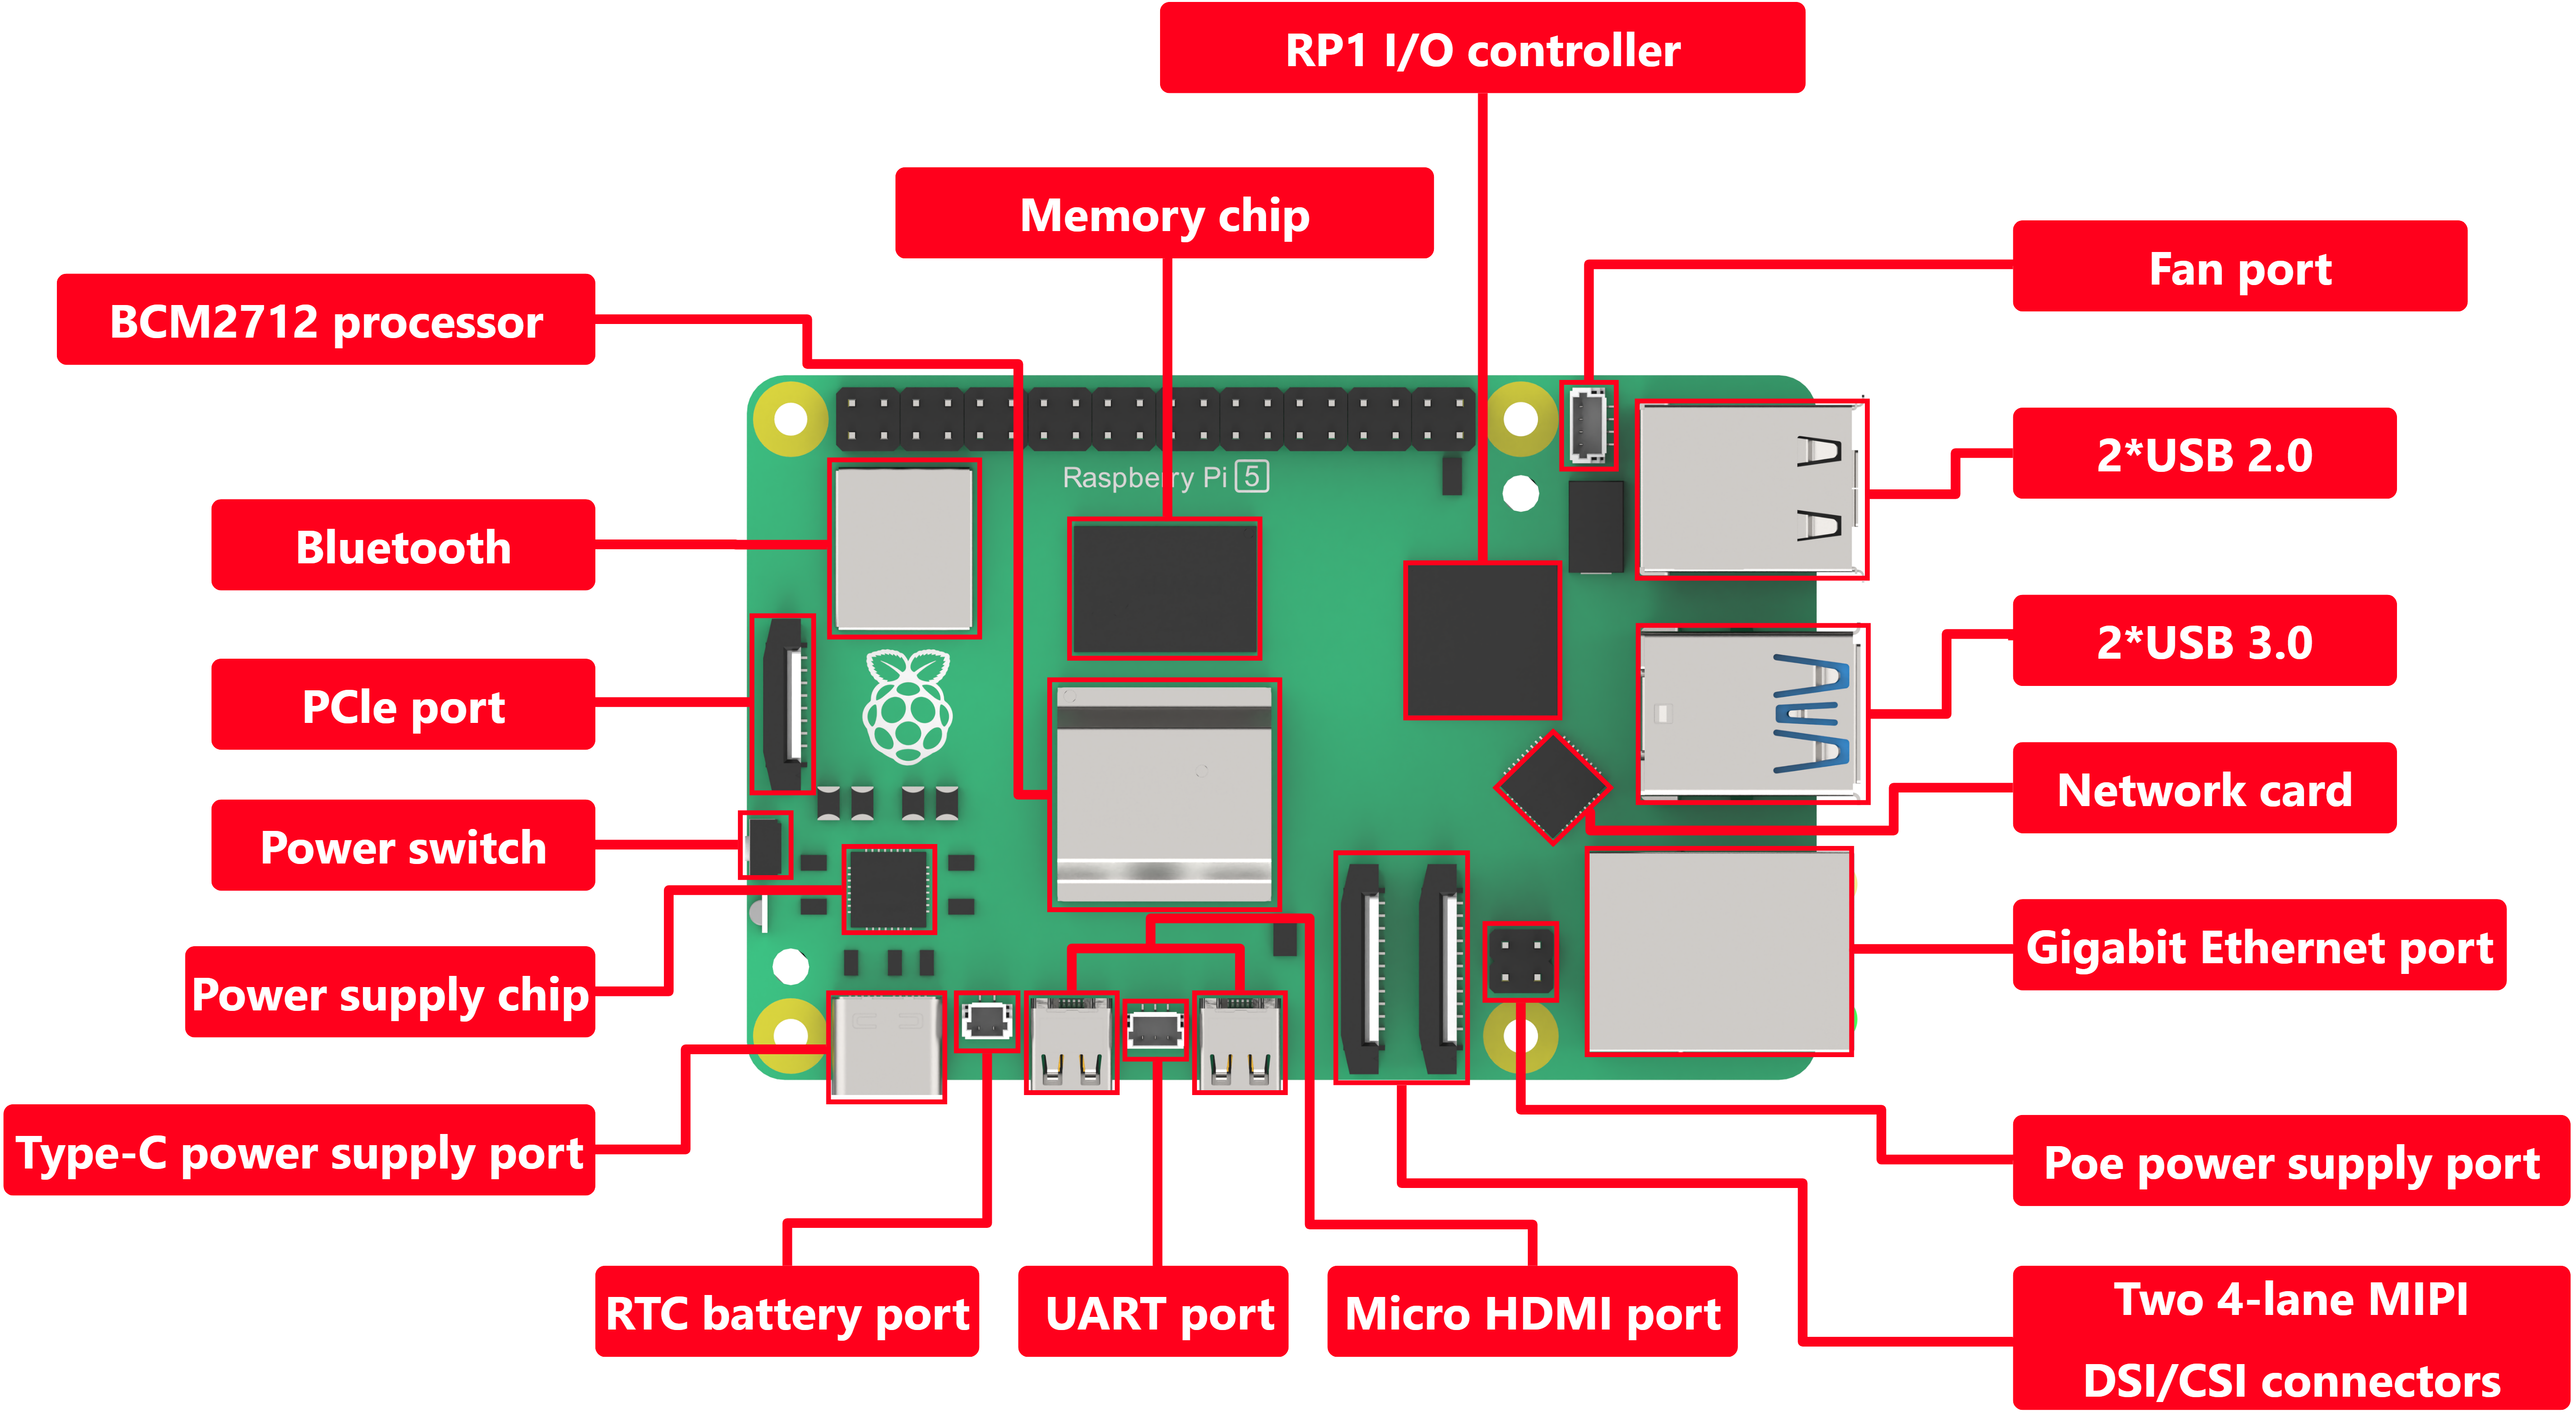 RP1 I/O controller
Memory chip
Fan port
BCM2712 processor
2*USB 2.0
Raspberry Pi 5
Bluetooth
2*USB 3.0
PCle port
Network card
Power switch
Gigabit Ethernet port
Power supply chip
Type-C power supply port
Poe power supply port
RTC battery port
UART port
Micro HDMI port
Two 4-lane MIPI
DSI/CSI connectors